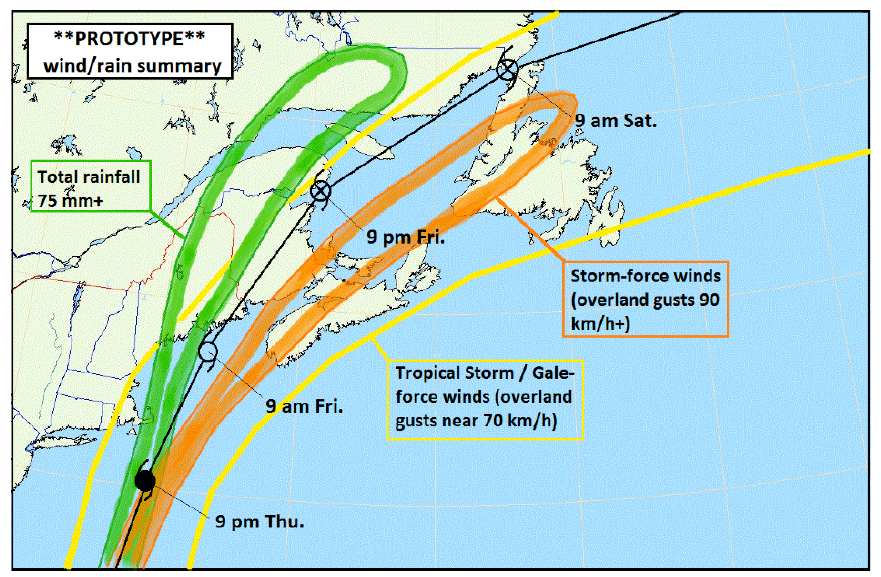 **PROTOTYPE**
wind/rain summary
9 am Sat.
Total rainfall
75 mm+
9 pm Fri.
Storm-force winds
(overland gusts 90
km/h+)
Tropical Storm / Gale-
force winds (overland
gusts near 70 km/h)
9 am Fri.
9 pm Thu.